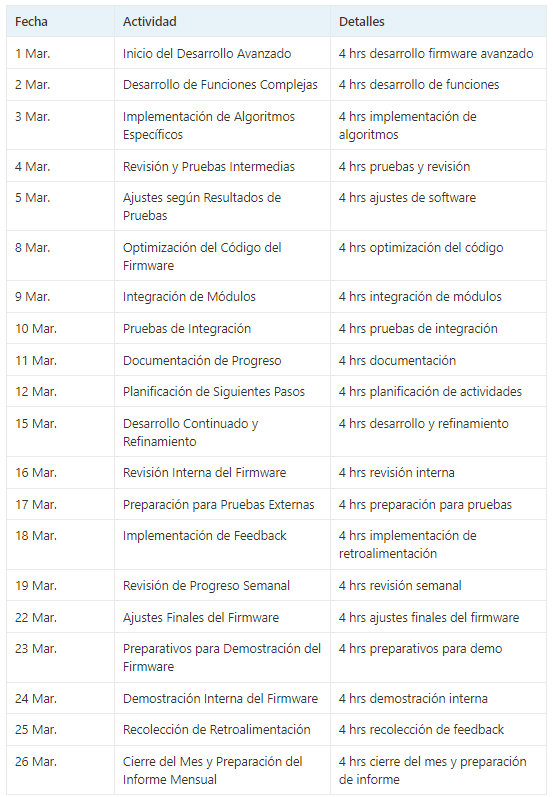 Fecha Actividad Detalles
1 Mar. Inicio del Desarrollo Avanzado 4 hrs desarrollo firmware avanzado
2 Mar. Desarrollo de Funciones Complejas 4 hrs desarrollo de funciones
3 Mar. Implementación de Algoritmos 4 hrs implementación de
Específicos algoritmos
4 Mar. Revisión y Pruebas Intermedias 4 hrs pruebas y revisión
5 Mar. Ajustes según Resultados de 4 hrs ajustes de software
Pruebas
8 Mar. Optimización del Código del 4 hrs optimización del código
Firmware
9 Mar. Integración de Módulos 4 hrs integración de módulos
10 Mar. Pruebas de Integración 4 hrs pruebas de integración
11 Mar. Documentación de Progreso 4 hrs documentación
12 Mar. Planificación de Siguientes Pasos 4 hrs planificación de actividades
15 Mar. Desarrollo Continuado y 4 hrs desarrollo y refinamiento
Refinamiento
16 Mar. Revisión Interna del Firmware 4 hrs revisión interna
17 Mar. Preparación para Pruebas Externas 4 hrs preparación para pruebas
18 Mar. Implementación de Feedback 4 hrs implementación de
retroalimentación
19 Mar. Revisión de Progreso Semanal 4 hrs revisión semanal
22 Mar. Ajustes Finales del Firmware 4 hrs ajustes finales del firmware
23 Mar. Preparativos para Demostración del 4 hrs preparativos para demo
Firmware
24 Mar. Demostración Interna del Firmware 4 hrs demostración interna
25 Mar. Recolección de Retroalimentación 4 hrs recolección de feedback
26 Mar. Cierre del Mes y Preparación del 4 hrs cierre del mes y preparación
Informe Mensual de informe